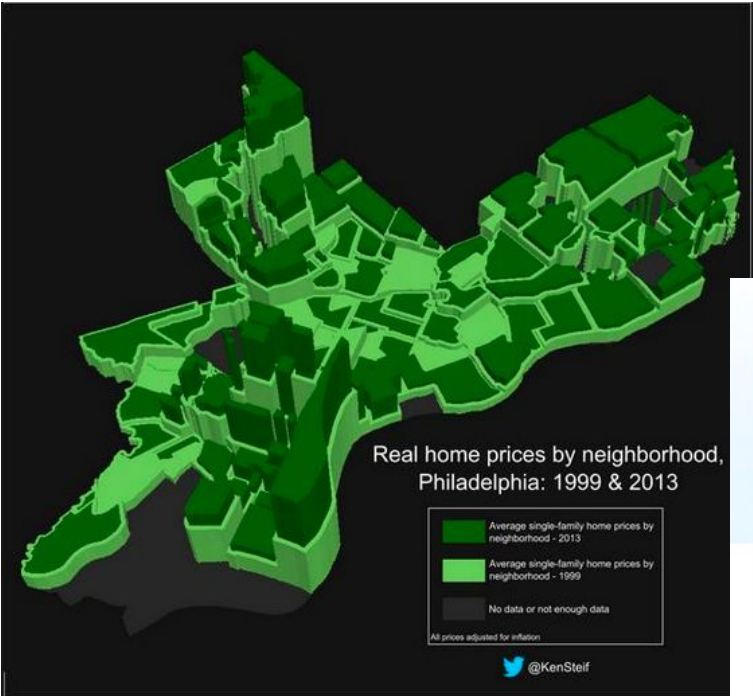 Real home prices by neighborhood,
Philadelphia: 1999 & 2013
Average single-family home prices by
neighborhood - 2013
Average single-family home prices by
neighborhood - 1999
No data or not enough data
All prices adjusted for inflation
@KenSteif